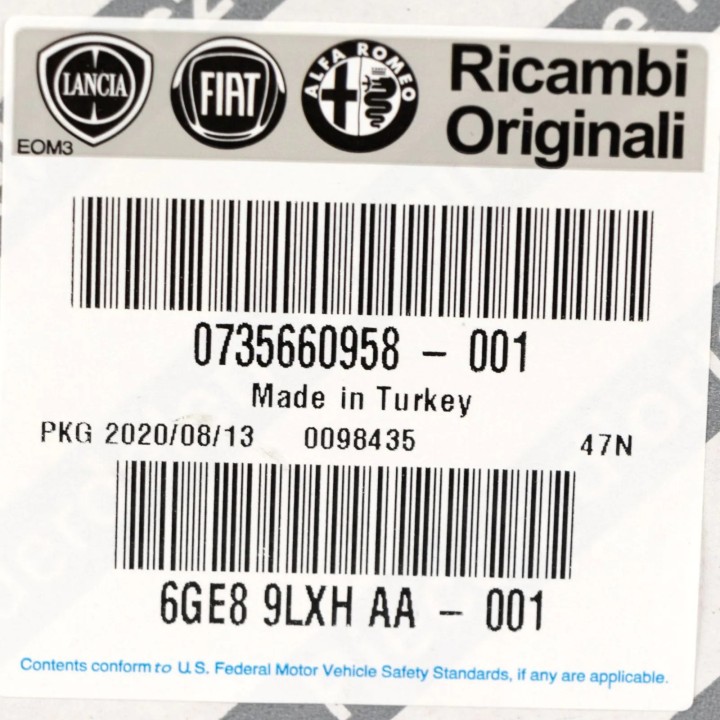 LANCIA
FIAT
ALFA ROMEO
Ricambi
Originali
EOM3
0735660958 - 001
Made in Turkey
PKG 2020/08/13 0098435 47N
6GE8 9LXH AA - 001
Contents conform to U.S. Federal Motor Vehicle Safety Standards, if any are applicable.